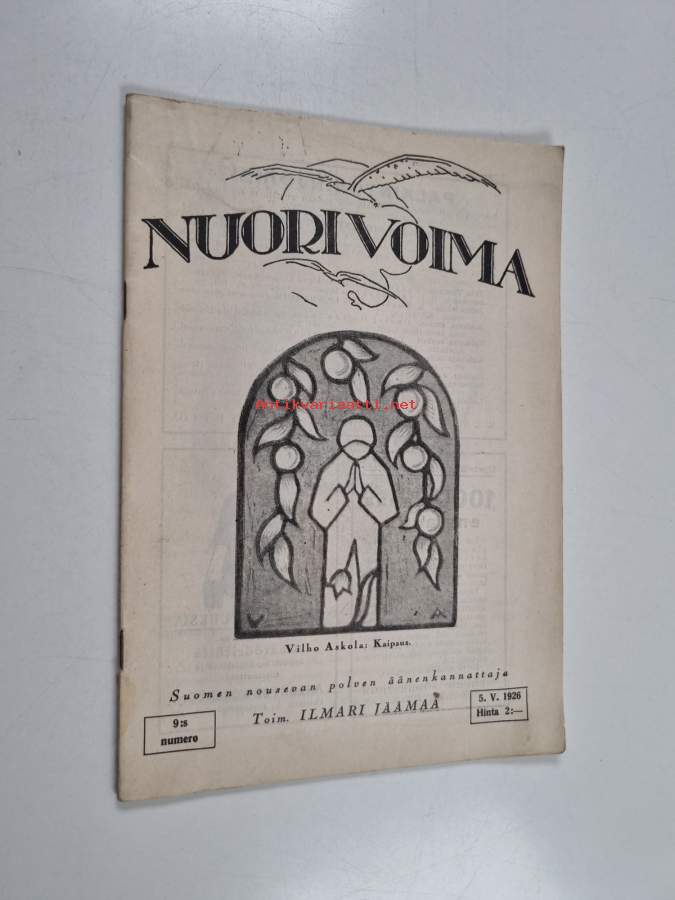 NUORI VOIMA
Antikvariaatti.net
V A
Vilho Askola: Kaipaus.
Suomen nousevan polven äänenkannattaja
Toim. ILMARI JÄÄMAA
9:s
numero
5. V. 1926
Hinta 2:—